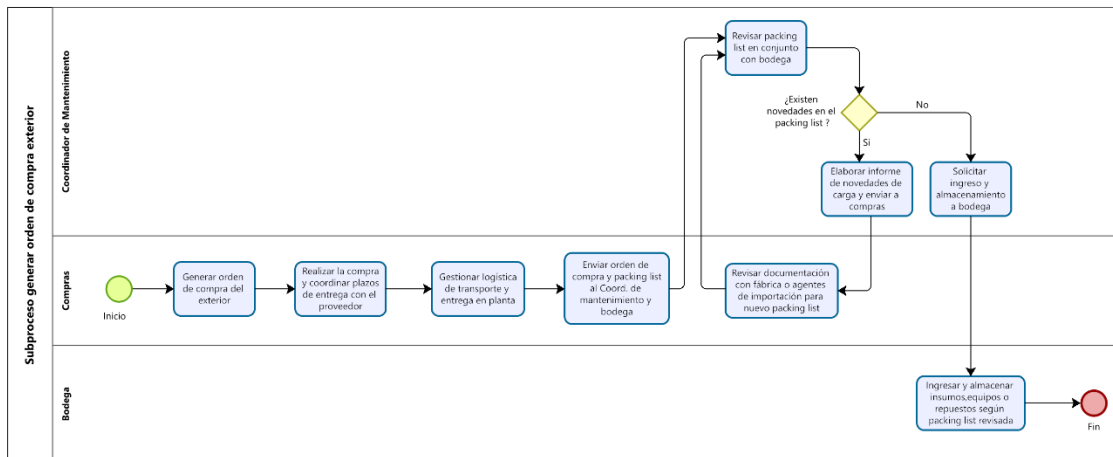 Subproceso generar orden de compra exterior
Coordinador de Mantenimiento
Revisar packing
list en conjunto
con bodega
¿Existen
novedades en el
packing list ?
No
Si
Elaborar informe
de novedades de
carga y enviar a
compras
Solicitar
ingreso y
almacenamiento
a bodega
Compras
Inicio
Generar orden
de compra del
exterior
Realizar la compra
y coordinar plazos
de entrega con el
proveedor
Gestionar logística
de transporte y
entrega en planta
Enviar orden de
compra y packing list
al Coord. de
mantenimiento y
bodega
Revisar documentación
con fábrica o agentes
de importación para
nuevo packing list
Bodega
Ingresar y almacenar
insumos,equipos o
repuestos según
packing list revisada
Fin